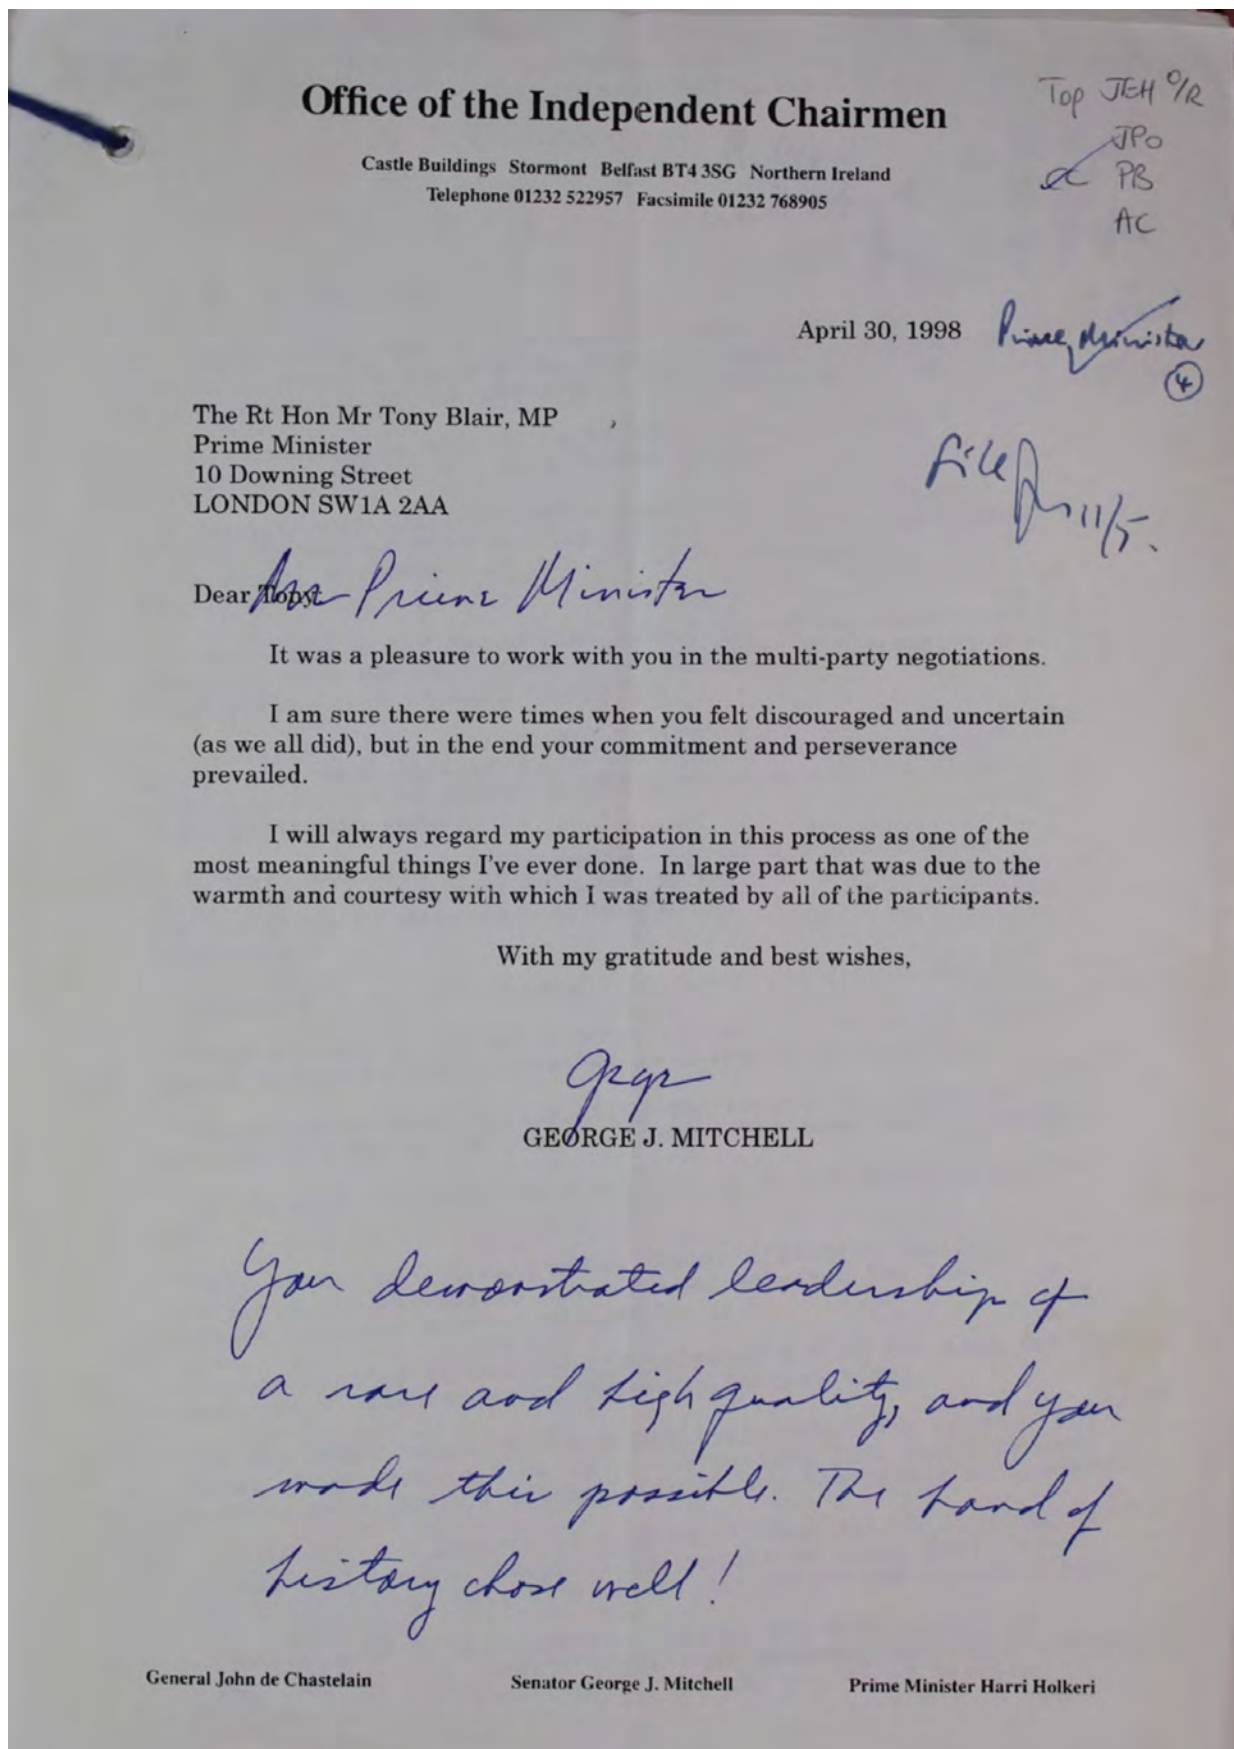 Office of the Independent Chairmen
Castle Buildings Stormont Belfast BT4 3SG Northern Ireland
Telephone 01232 522957 Facsimile 01232 768905
Top JEH O/R
JPo
PB
AC
April 30, 1998
Prime Minister
4
The Rt Hon Mr Tony Blair, MP
Prime Minister
10 Downing Street
LONDON SW1A 2AA
File
11/5.
Dear Prime Minister
It was a pleasure to work with you in the multi-party negotiations.
I am sure there were times when you felt discouraged and uncertain
(as we all did), but in the end your commitment and perseverance
prevailed.
I will always regard my participation in this process as one of the
most meaningful things I've ever done. In large part that was due to the
warmth and courtesy with which I was treated by all of the participants.
With my gratitude and best wishes,
George
GEORGE J. MITCHELL
You demonstrated leadership of
a rare and high quality, and you
made this possible. The hand of
history chose well!
General John de Chastelain Senator George J. Mitchell Prime Minister Harri Holkeri